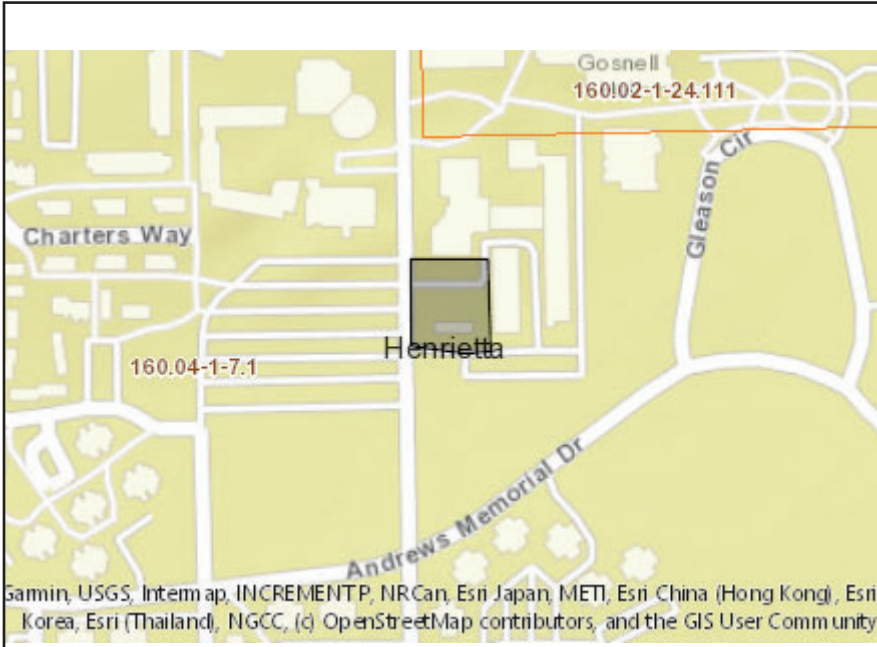 Gosnell
160.02-1-24.111
Gleason Cir
Charters Way
Henrietta
160.04-1-7.1
Andrews Memorial Dr
Garmin, USGS, Intermap, INCREMENT P, NRCan, Esri Japan, METI, Esri China (Hong Kong), Esri
Korea, Esri (Thailand), NGCC, (c) OpenStreetMap contributors, and the GIS User Community